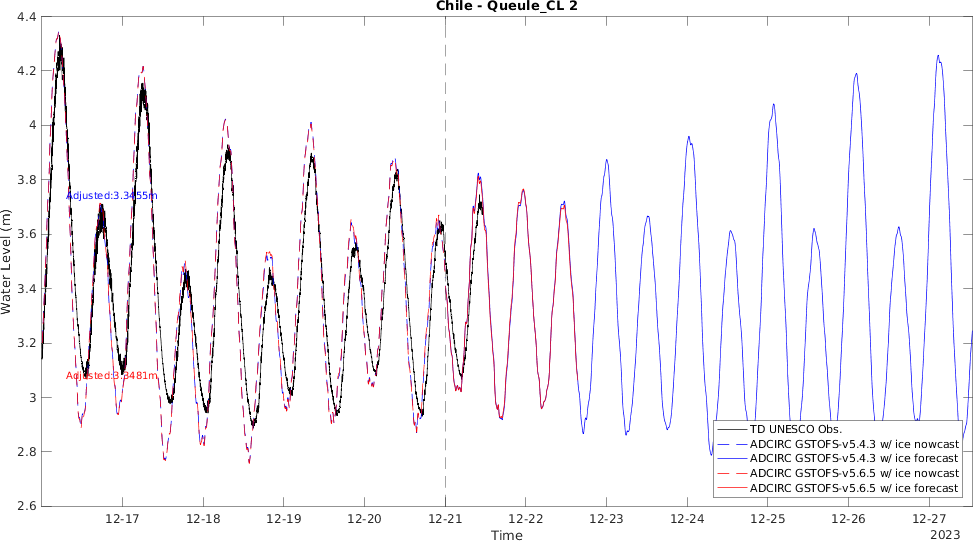 Chile - Queule_CL 2
4.4
4.2
4
3.8
3.6
3.4
3.2
3
2.8
2.6
Water Level (m)
Adjusted:3.3455m
Adjusted:3.3481m
TD UNESCO Obs.
ADCIRC GSTOFS-v5.4.3 w/ ice nowcast
ADCIRC GSTOFS-v5.4.3 w/ ice forecast
ADCIRC GSTOFS-v5.6.5 w/ ice nowcast
ADCIRC GSTOFS-v5.6.5 w/ ice forecast
12-17 12-18 12-19 12-20 12-21 12-22 12-23 12-24 12-25 12-26 12-27
Time
2023